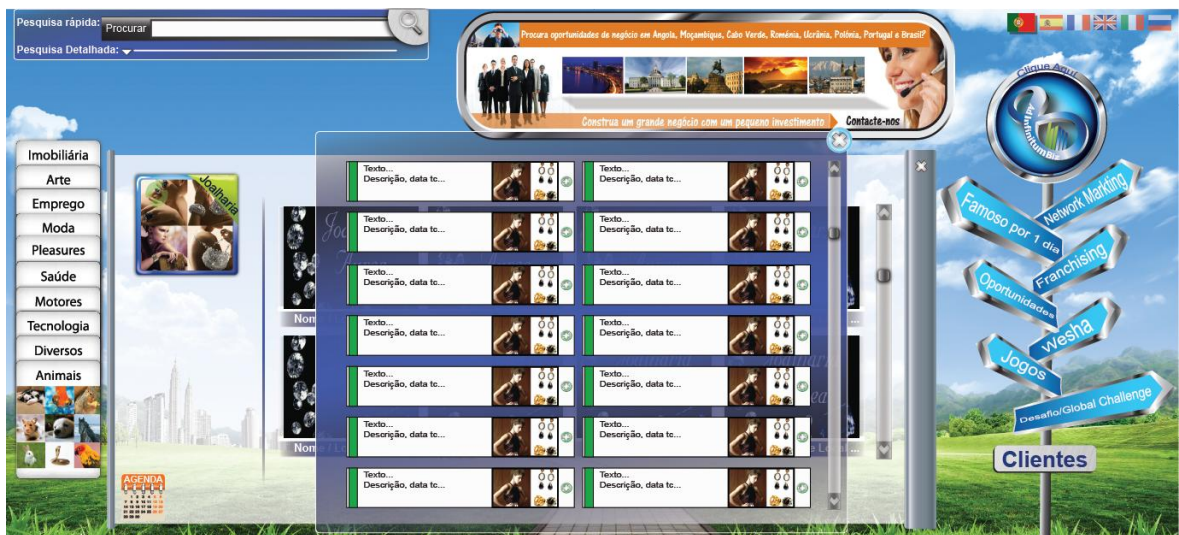 Pesquisa rápida:
Procurar
Pesquisa Detalhada:
Procura oportunidades de negócio em Angola, Moçambique, Cabo Verde, Roménia, Ucrânia, Polónia, Portugal e Brasil?
Construa um grande negócio com um pequeno investimento
Contacte-nos
Clique Aqui
AdInfinitumBiz
Imobiliária
Arte
Emprego
Moda
Pleasures
Saúde
Motores
Tecnologia
Diversos
Animais
Joalharia
AGENDA
Texto...
Descrição, data tc...
Texto...
Descrição, data tc...
Texto...
Descrição, data tc...
Texto...
Descrição, data tc...
Texto...
Descrição, data tc...
Texto...
Descrição, data tc...
Texto...
Descrição, data tc...
Texto...
Descrição, data tc...
Texto...
Descrição, data tc...
Texto...
Descrição, data tc...
Texto...
Descrição, data tc...
Texto...
Descrição, data tc...
Texto...
Descrição, data tc...
Texto...
Descrição, data tc...
Network Markting
Famoso por 1 dia
Franchising
Oportunidades
Wesha
Jogos
Desafio/Global Challenge
Clientes